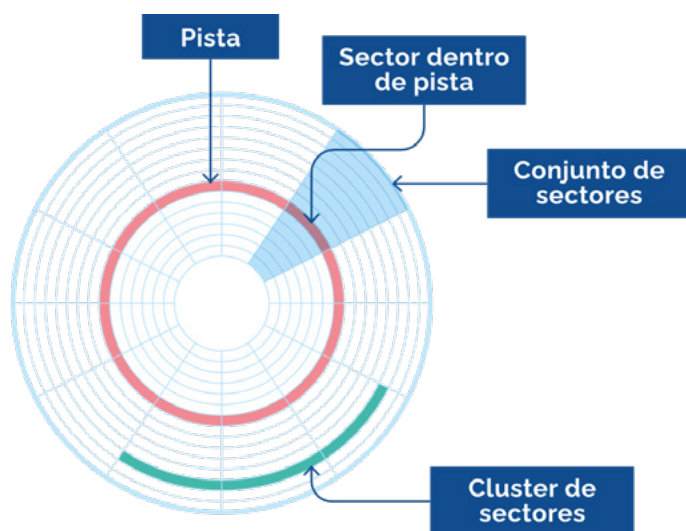 Pista
Sector dentro
de pista
Conjunto de
sectores
Cluster de
sectores